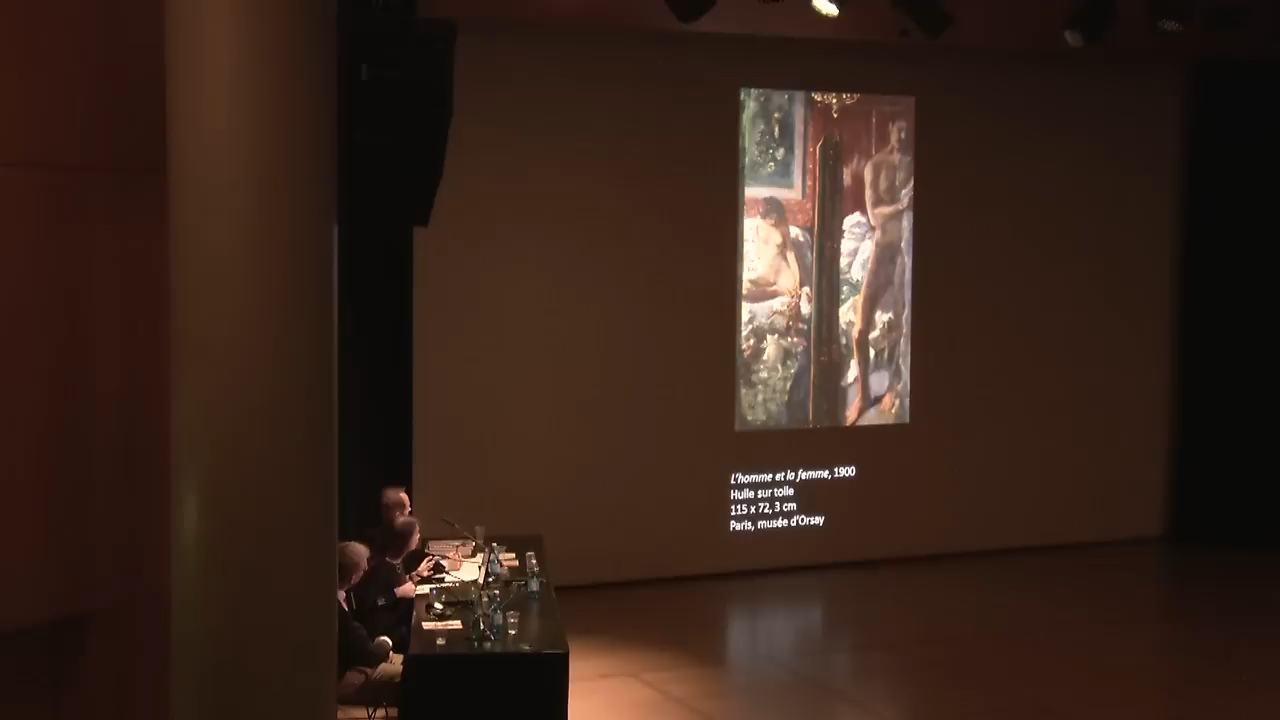 L'homme et la femme, 1900
Huile sur toile
115 x 72, 3 cm
Paris, musée d'Orsay